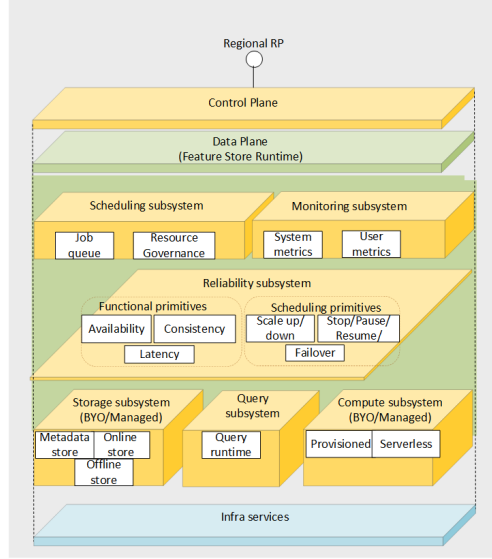 Regional RP
Control Plane
Data Plane
(Feature Store Runtime)
Scheduling subsystem
Monitoring subsystem
Job
queue
Resource
Governance
System
metrics
User
metrics
Reliability subsystem
Functional primitives
Scheduling primitives
Availability
Consistency
Latency
Scale up/
down
Stop/Pause/
Resume/
Failover
Storage subsystem
(BYO/Managed)
Query
subsystem
Compute subsystem
(BYO/Managed)
Metadata
store
Online
store
Offline
store
Query
runtime
Provisioned
Serverless
Infra services